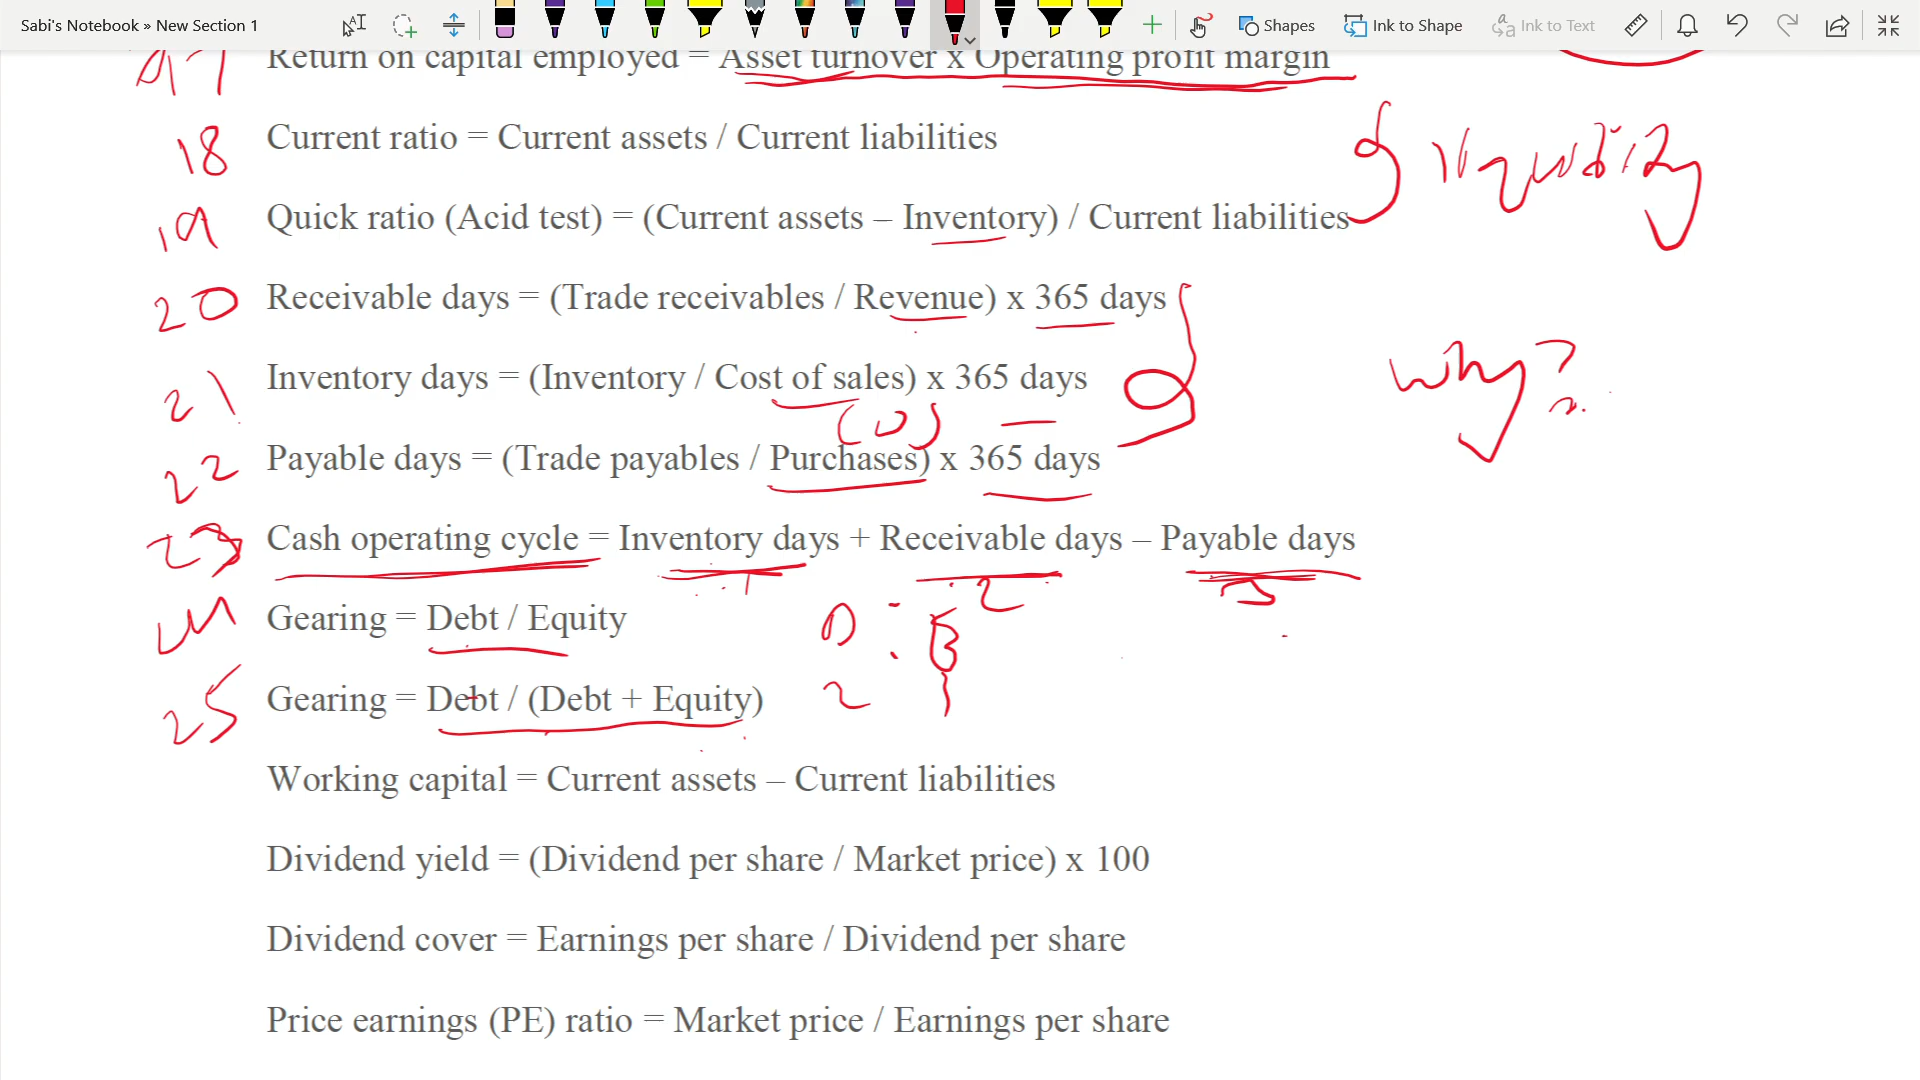 Sabi's Notebook » New Section 1
Shapes Ink to Shape Ink to Text
17 Return on capital employed = Asset turnover x Operating profit margin
18 Current ratio = Current assets / Current liabilities
liquidity
19 Quick ratio (Acid test) = (Current assets – Inventory) / Current liabilities
20 Receivable days = (Trade receivables / Revenue) x 365 days
why?
21 Inventory days = (Inventory / Cost of sales) x 365 days
22 Payable days = (Trade payables / Purchases) x 365 days
23 Cash operating cycle = Inventory days + Receivable days – Payable days
1 2 3
24 Gearing = Debt / Equity D : E
25 Gearing = Debt / (Debt + Equity) 2 1
Working capital = Current assets – Current liabilities
Dividend yield = (Dividend per share / Market price) x 100
Dividend cover = Earnings per share / Dividend per share
Price earnings (PE) ratio = Market price / Earnings per share